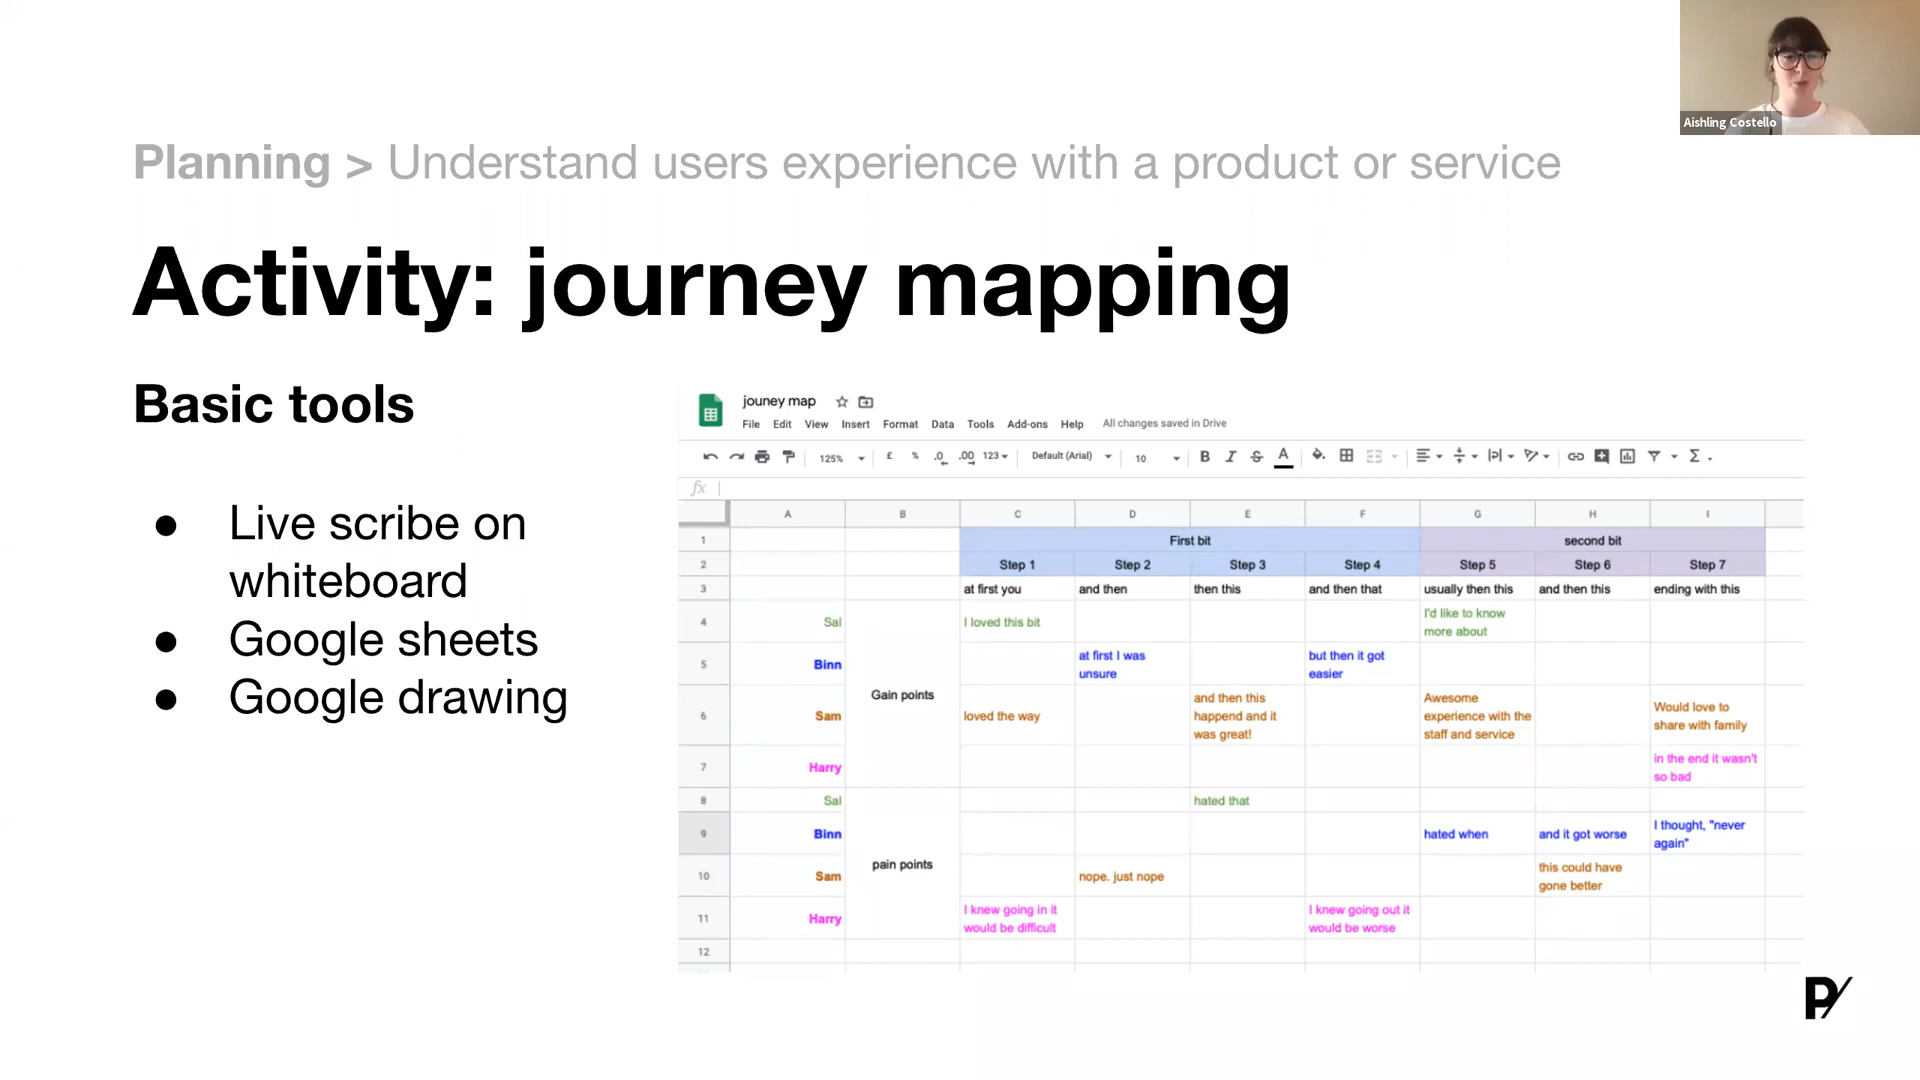 Aishling Costello
Planning > Understand users experience with a product or service
Activity: journey mapping
Basic tools
● Live scribe on
whiteboard
● Google sheets
● Google drawing
jouney map
File Edit View Insert Format Data Tools Add-ons Help All changes saved in Drive
125% £ % .0 .00 123 Default (Arial) 10 B I S A
fx
A B C D E F G H I
1 First bit second bit
2 Step 1 Step 2 Step 3 Step 4 Step 5 Step 6 Step 7
3 at first you and then then this and then that usually then this and then this ending with this
4 Sal I loved this bit I'd like to know
more about
5 Binn at first I was
unsure but then it got
easier
Gain points
6 Sam loved the way and then this
happend and it
was great! Awesome
experience with the
staff and service Would love to
share with family
7 Harry in the end it wasn't
so bad
8 Sal hated that
9 Binn hated when and it got worse I thought, "never
again"
pain points
10 Sam nope. just nope this could have
gone better
11 Harry I knew going in it
would be difficult I knew going out it
would be worse
12
P/